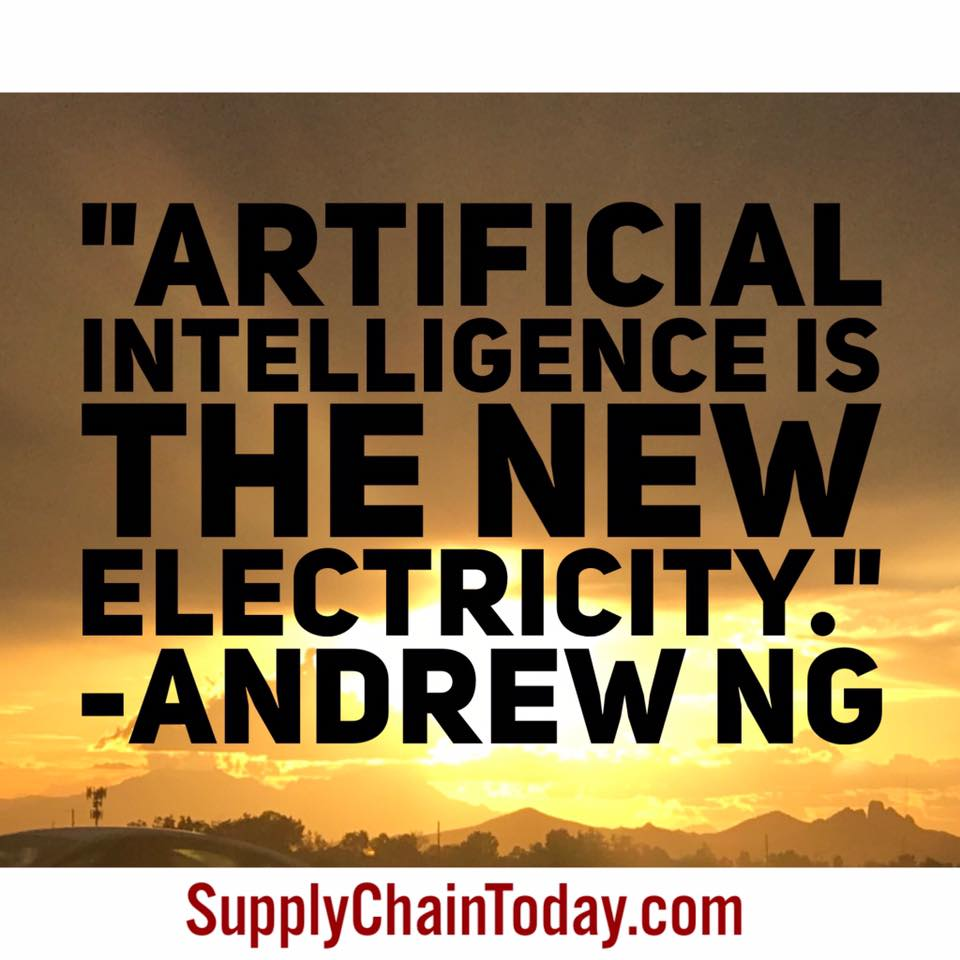 "ARTIFICIAL
INTELLIGENCE IS
THE NEW
ELECTRICITY."
-ANDREW NG
SupplyChainToday.com